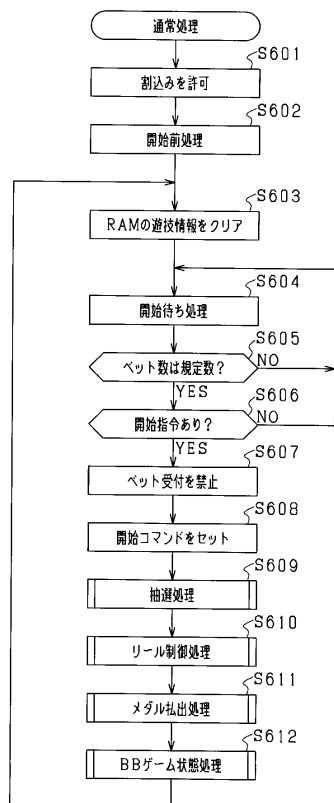 通常処理
S601
割込みを許可
S602
開始前処理
S603
RAMの遊技情報をクリア
S604
開始待ち処理
S605
ベット数は規定数?
NO
YES
S606
開始指令あり?
NO
YES
S607
ベット受付を禁止
S608
開始コマンドをセット
S609
抽選処理
S610
リール制御処理
S611
メダル払出処理
S612
BBゲーム状態処理